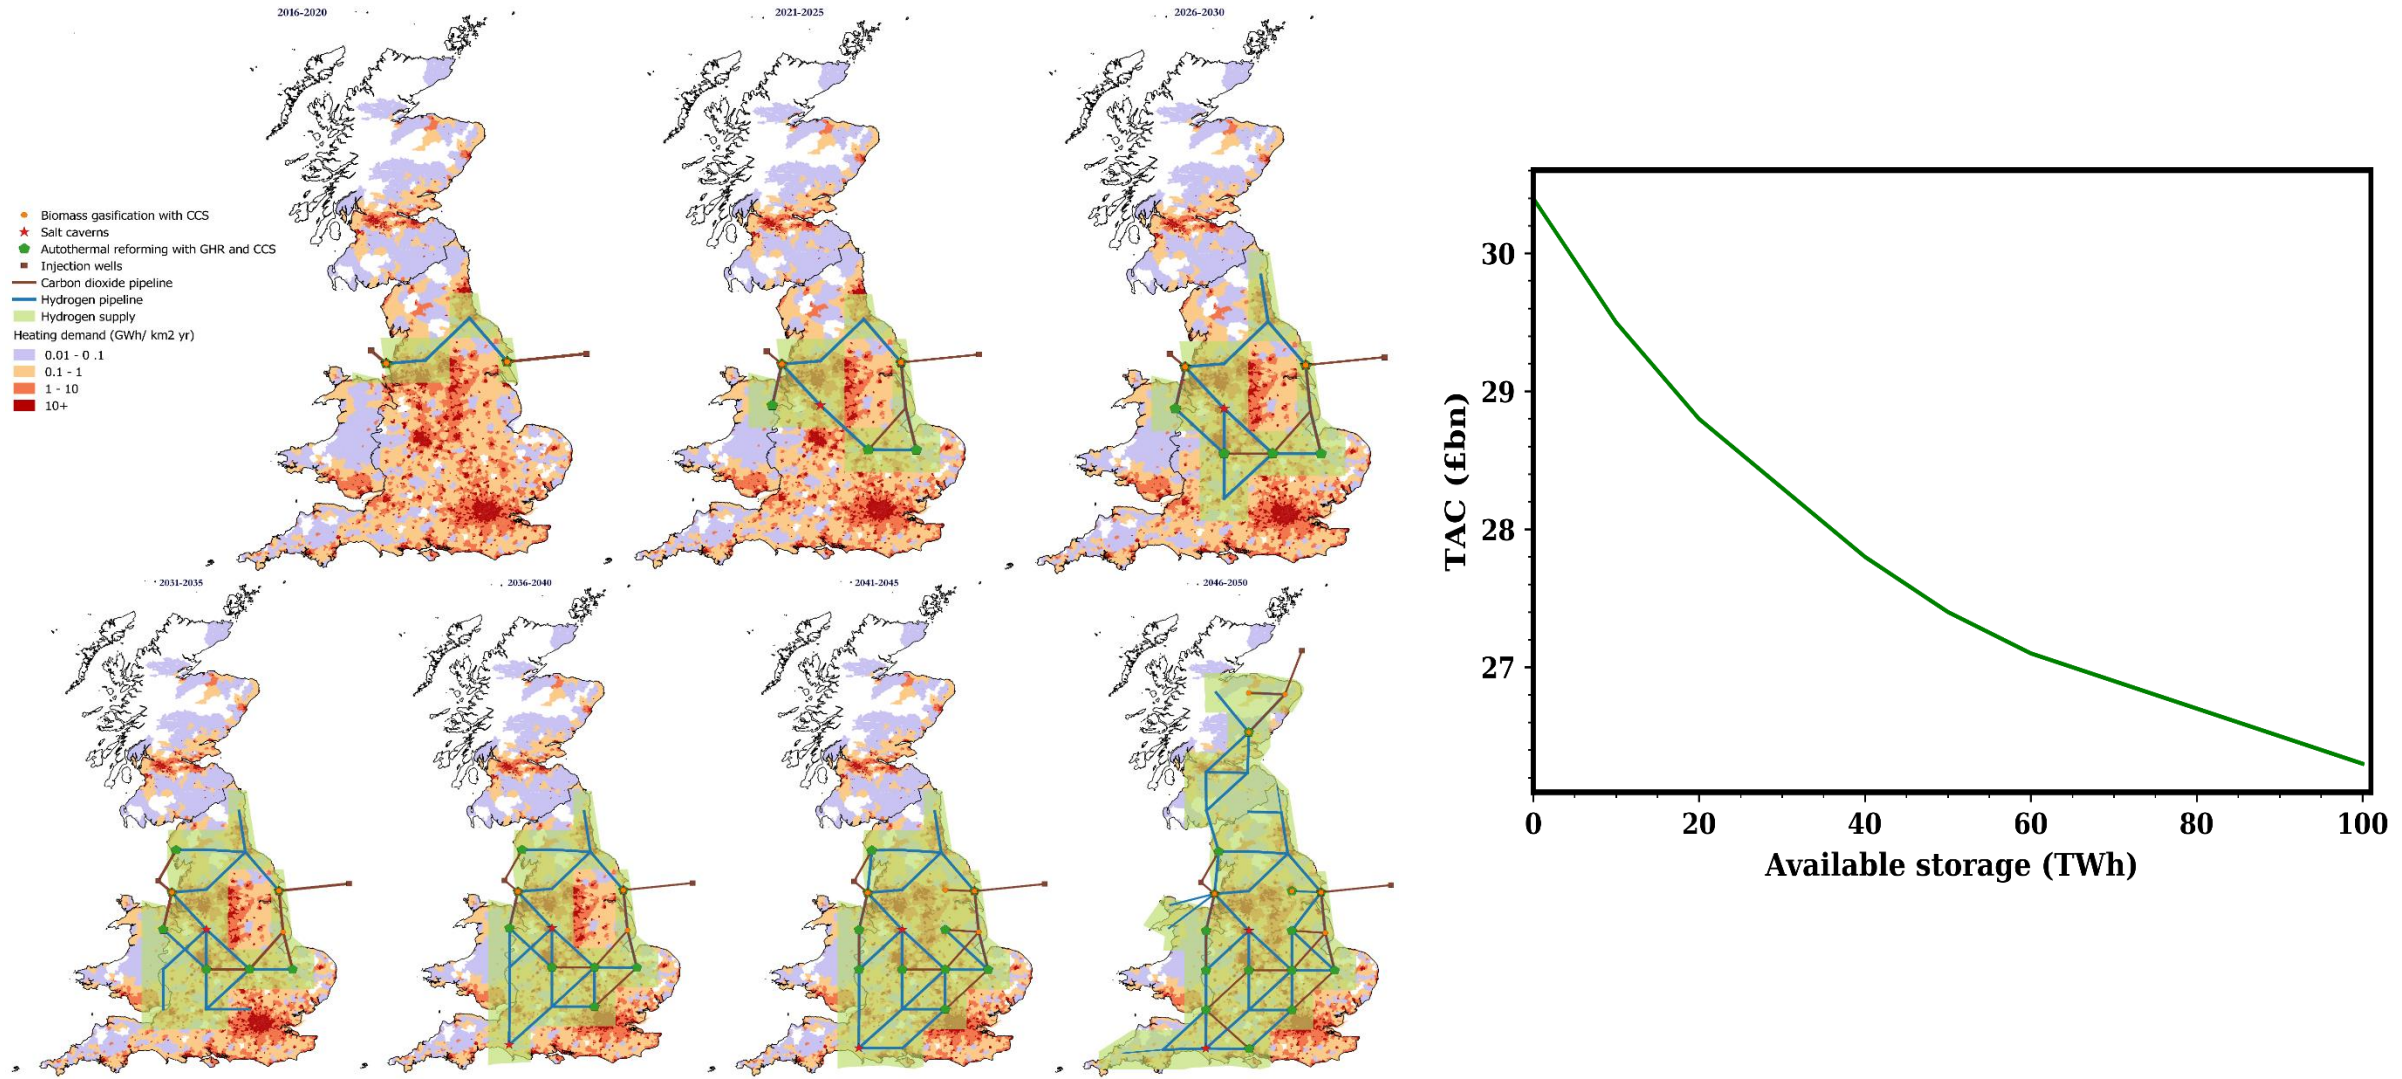 2016-2020
2021-2025
2026-2030
Biomass gasification with CCS
Salt caverns
Autothermal reforming with GHR and CCS
Injection wells
Carbon dioxide pipeline
Hydrogen pipeline
Hydrogen supply
Heating demand (GWh/ km2 yr)
0.01 - 0 .1
0.1 - 1
1 - 10
10+
2031-2035
2036-2040
2041-2045
2046-2050
30
29
28
27
TAC (£bn)
0 20 40 60 80 100
Available storage (TWh)